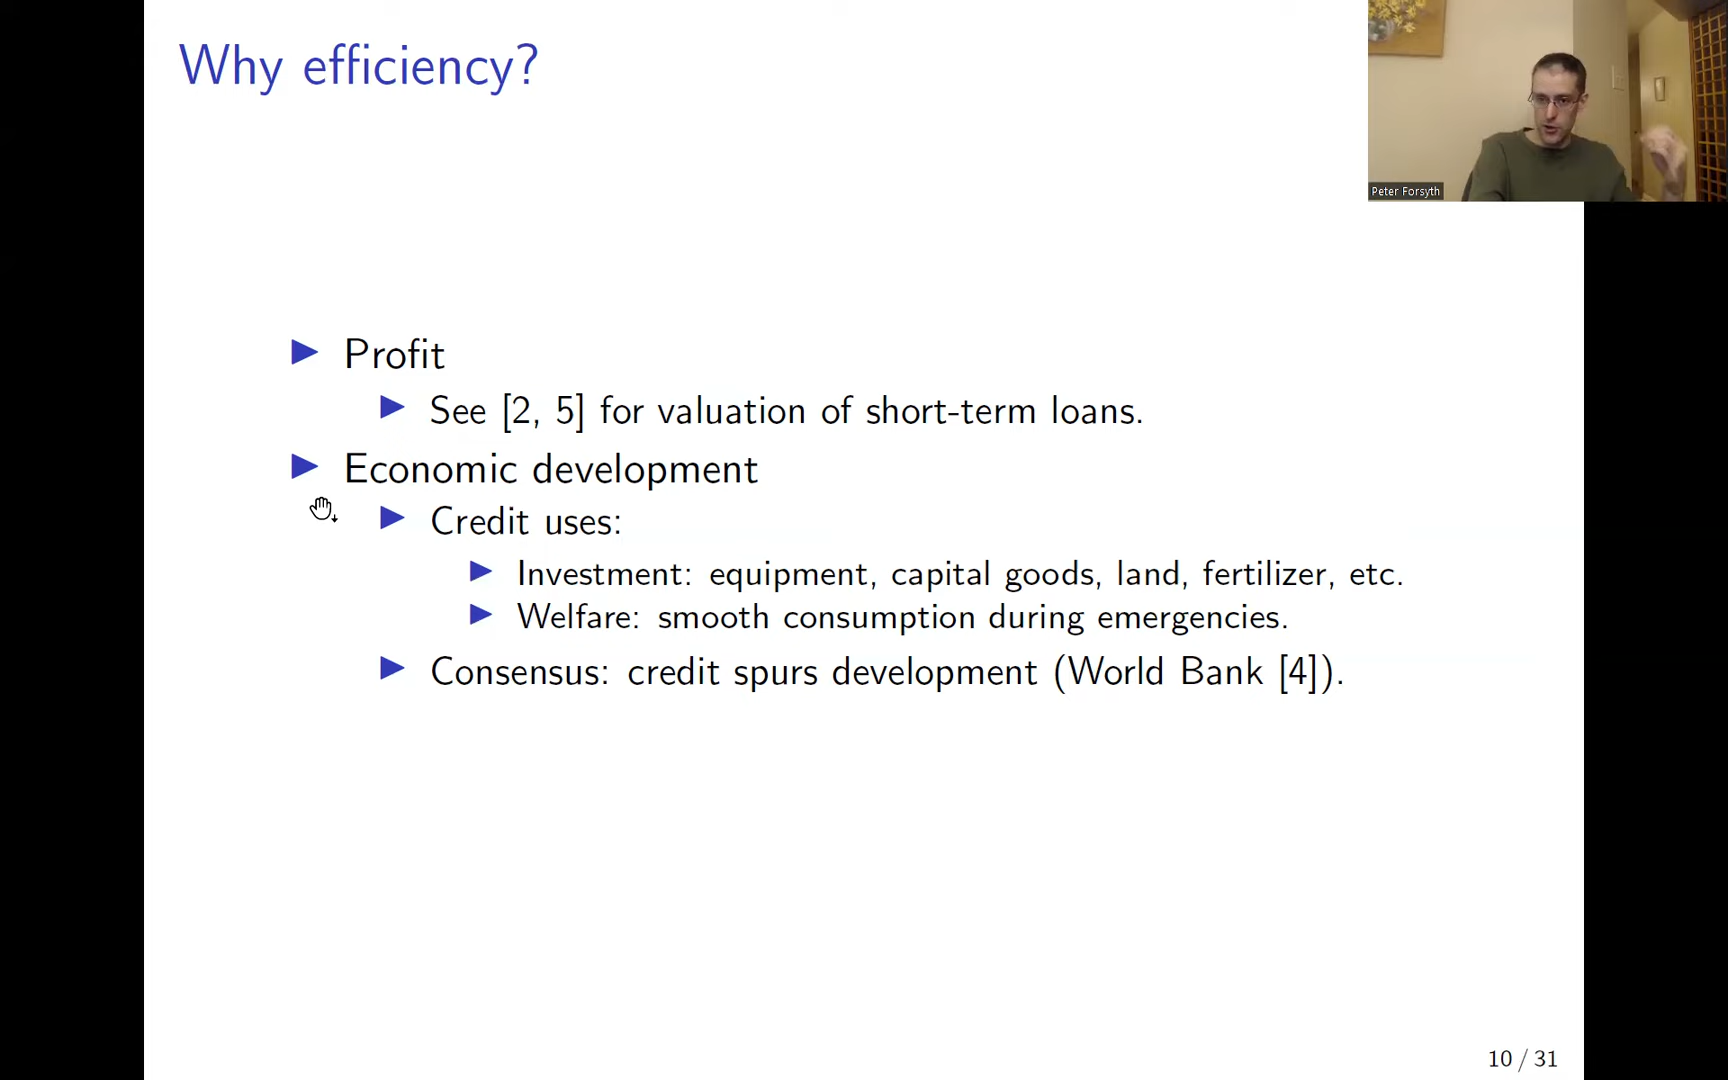 Why efficiency?
Peter Forsyth
Profit
See [2, 5] for valuation of short-term loans.
Economic development
Credit uses:
Investment: equipment, capital goods, land, fertilizer, etc.
Welfare: smooth consumption during emergencies.
Consensus: credit spurs development (World Bank [4]).
10 / 31